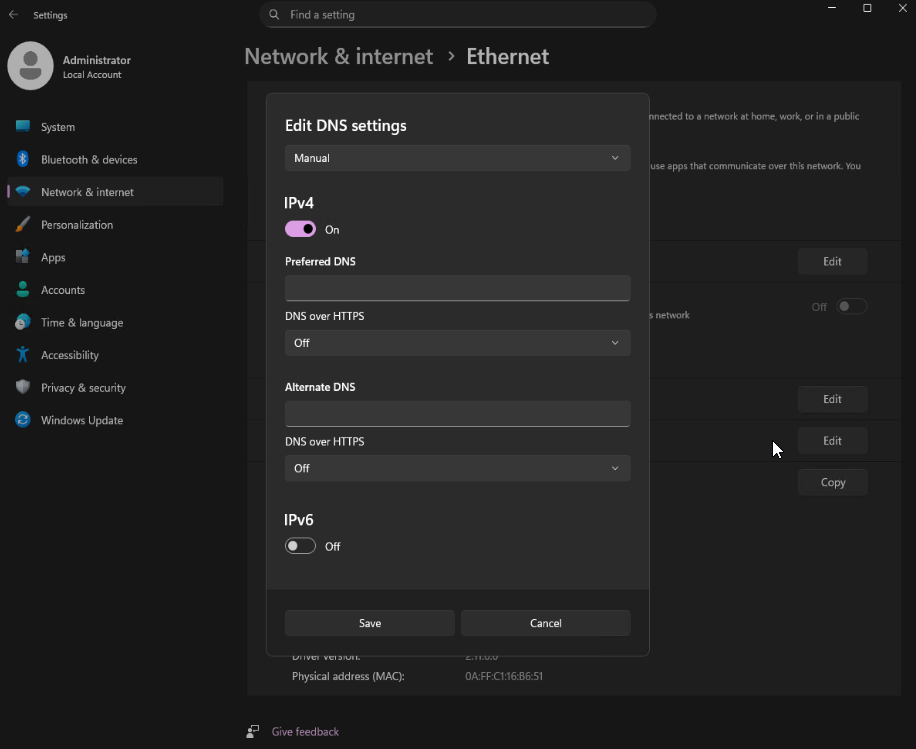 Settings
Find a setting
Administrator
Local Account
System
Bluetooth & devices
Network & internet
Personalization
Apps
Accounts
Time & language
Accessibility
Privacy & security
Windows Update
Network & internet > Ethernet
nnected to a network at home, work, or in a public
use apps that communicate over this network. You
Edit
Off
s network
Edit
Edit
Copy
Edit DNS settings
Manual
IPv4
On
Preferred DNS
DNS over HTTPS
Off
Alternate DNS
DNS over HTTPS
Off
IPv6
Off
Save
Cancel
Driver version:
Physical address (MAC): 0A:FF:C1:16:B6:51
Give feedback